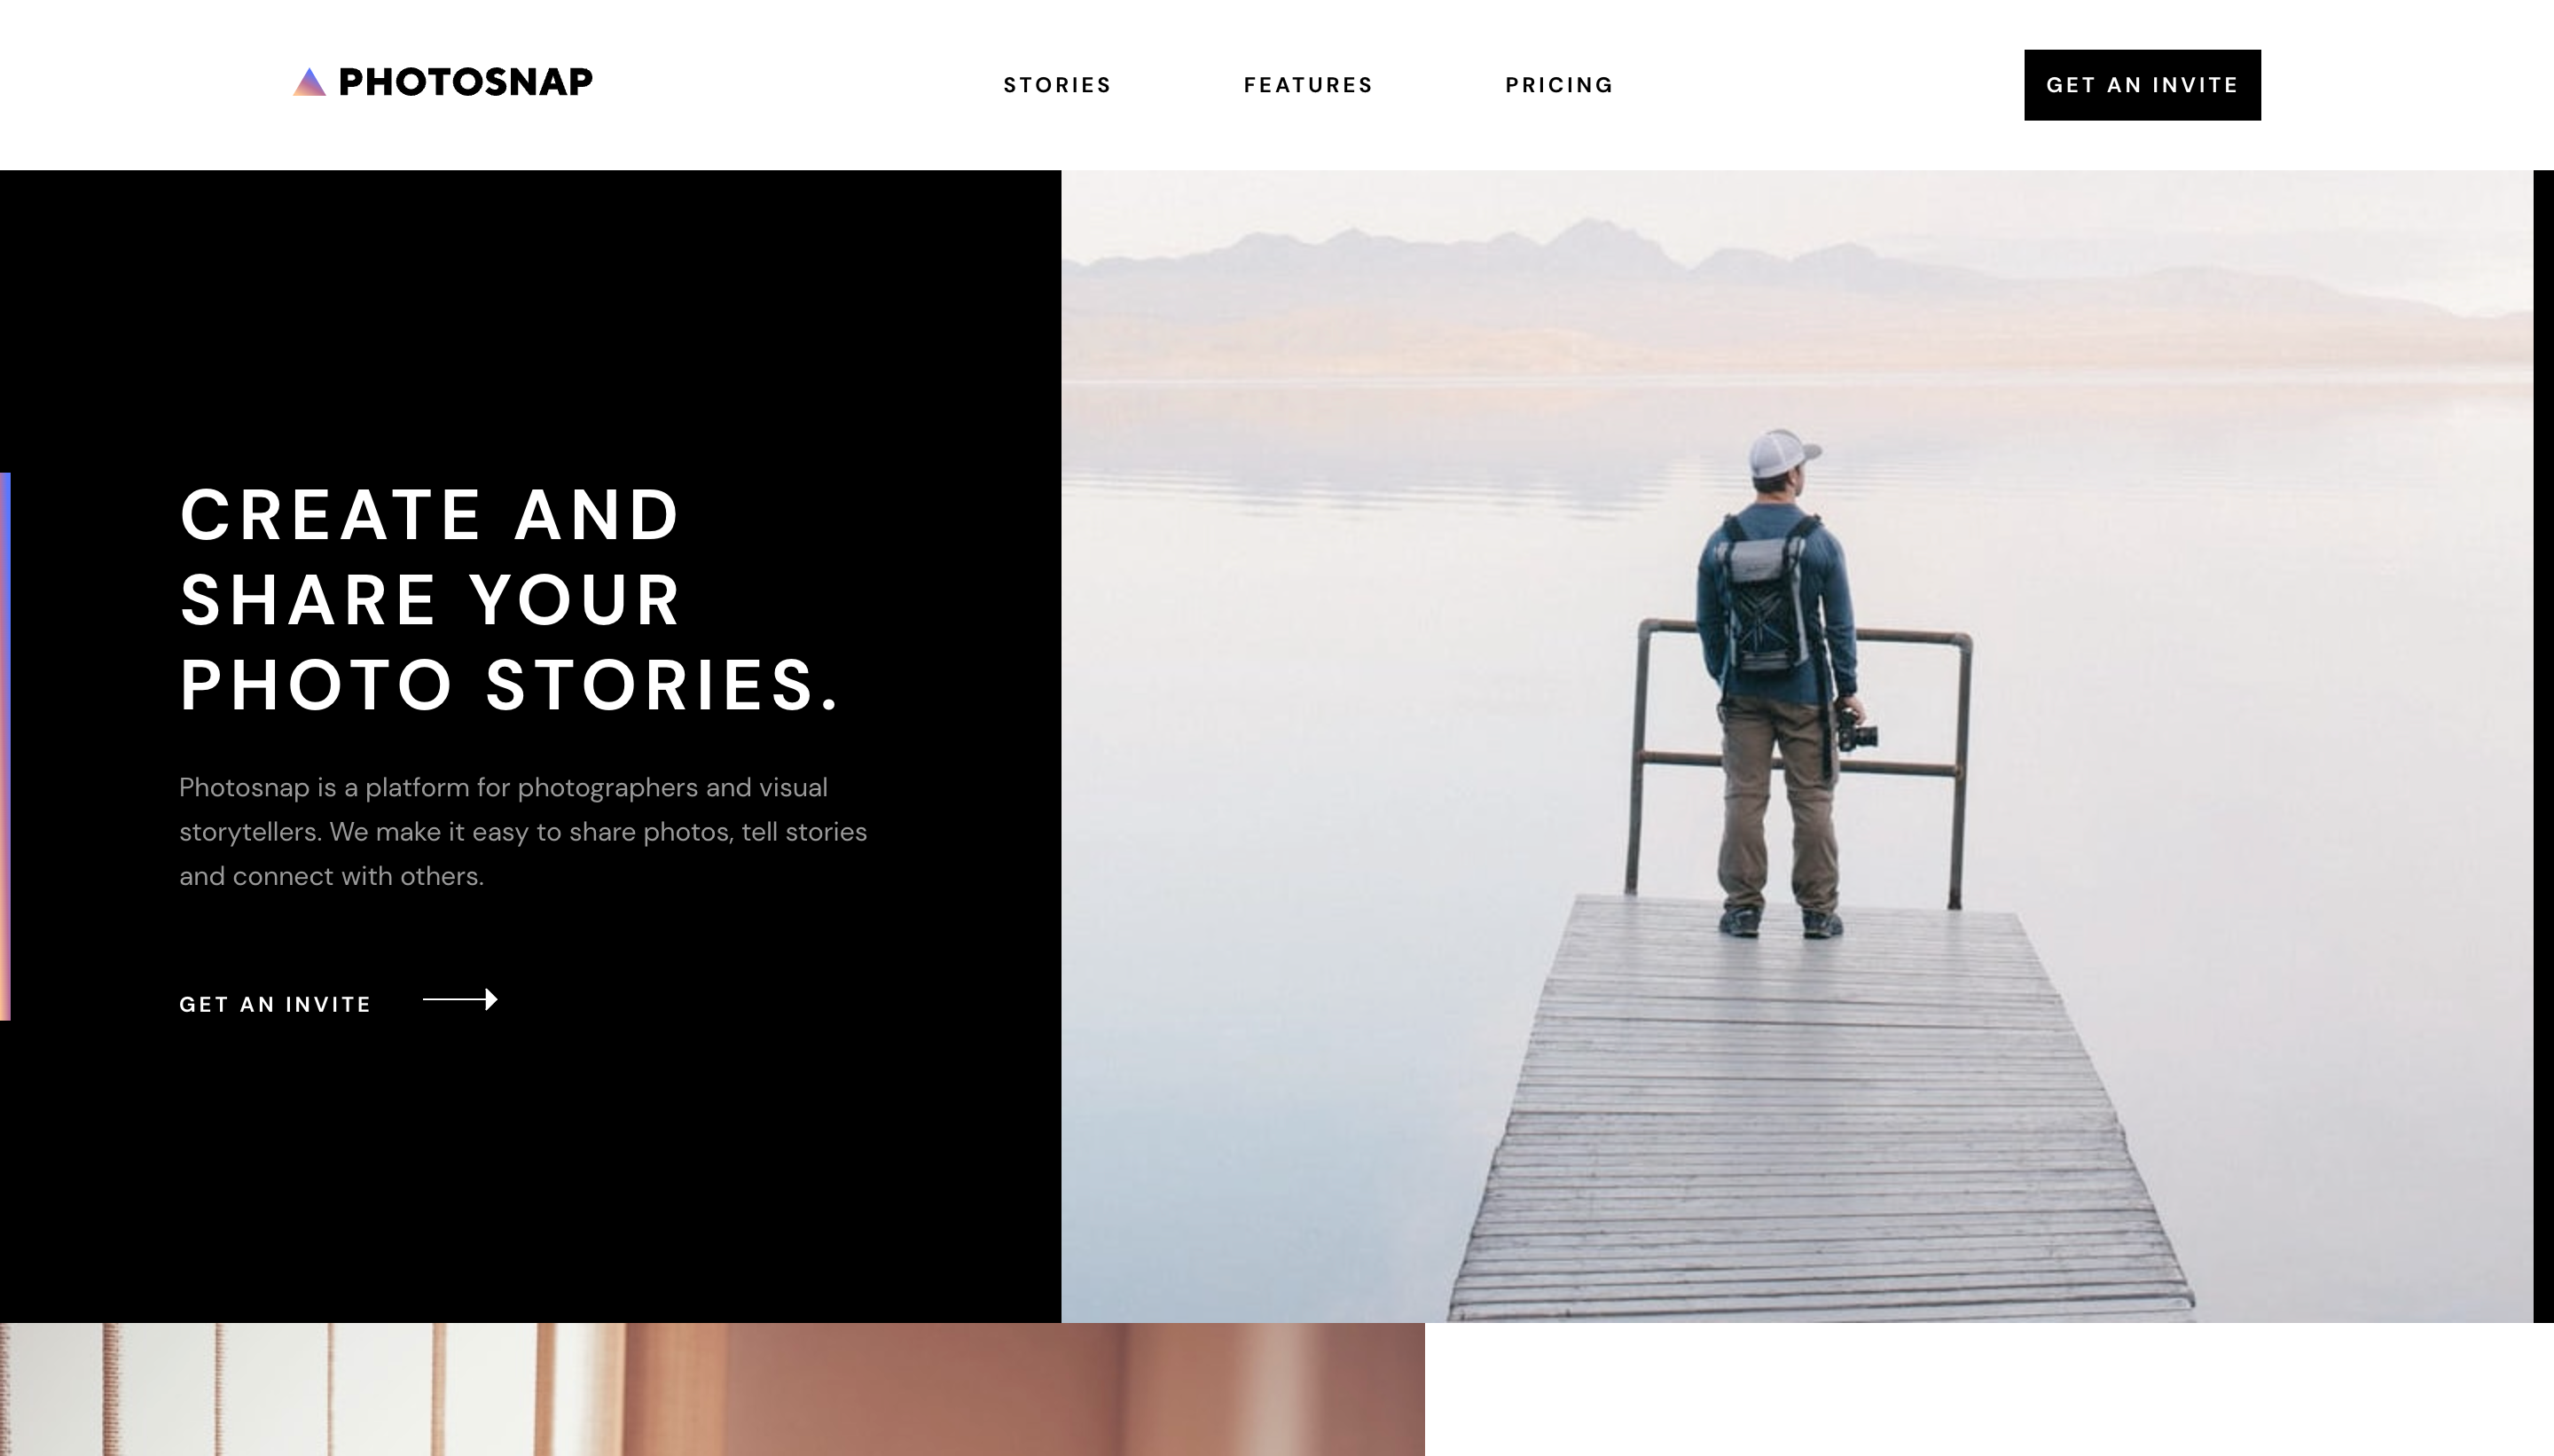 PHOTOSNAP
STORIES
FEATURES
PRICING
GET AN INVITE
CREATE AND
SHARE YOUR
PHOTO STORIES.
Photosnap is a platform for photographers and visual
storytellers. We make it easy to share photos, tell stories
and connect with others.
GET AN INVITE